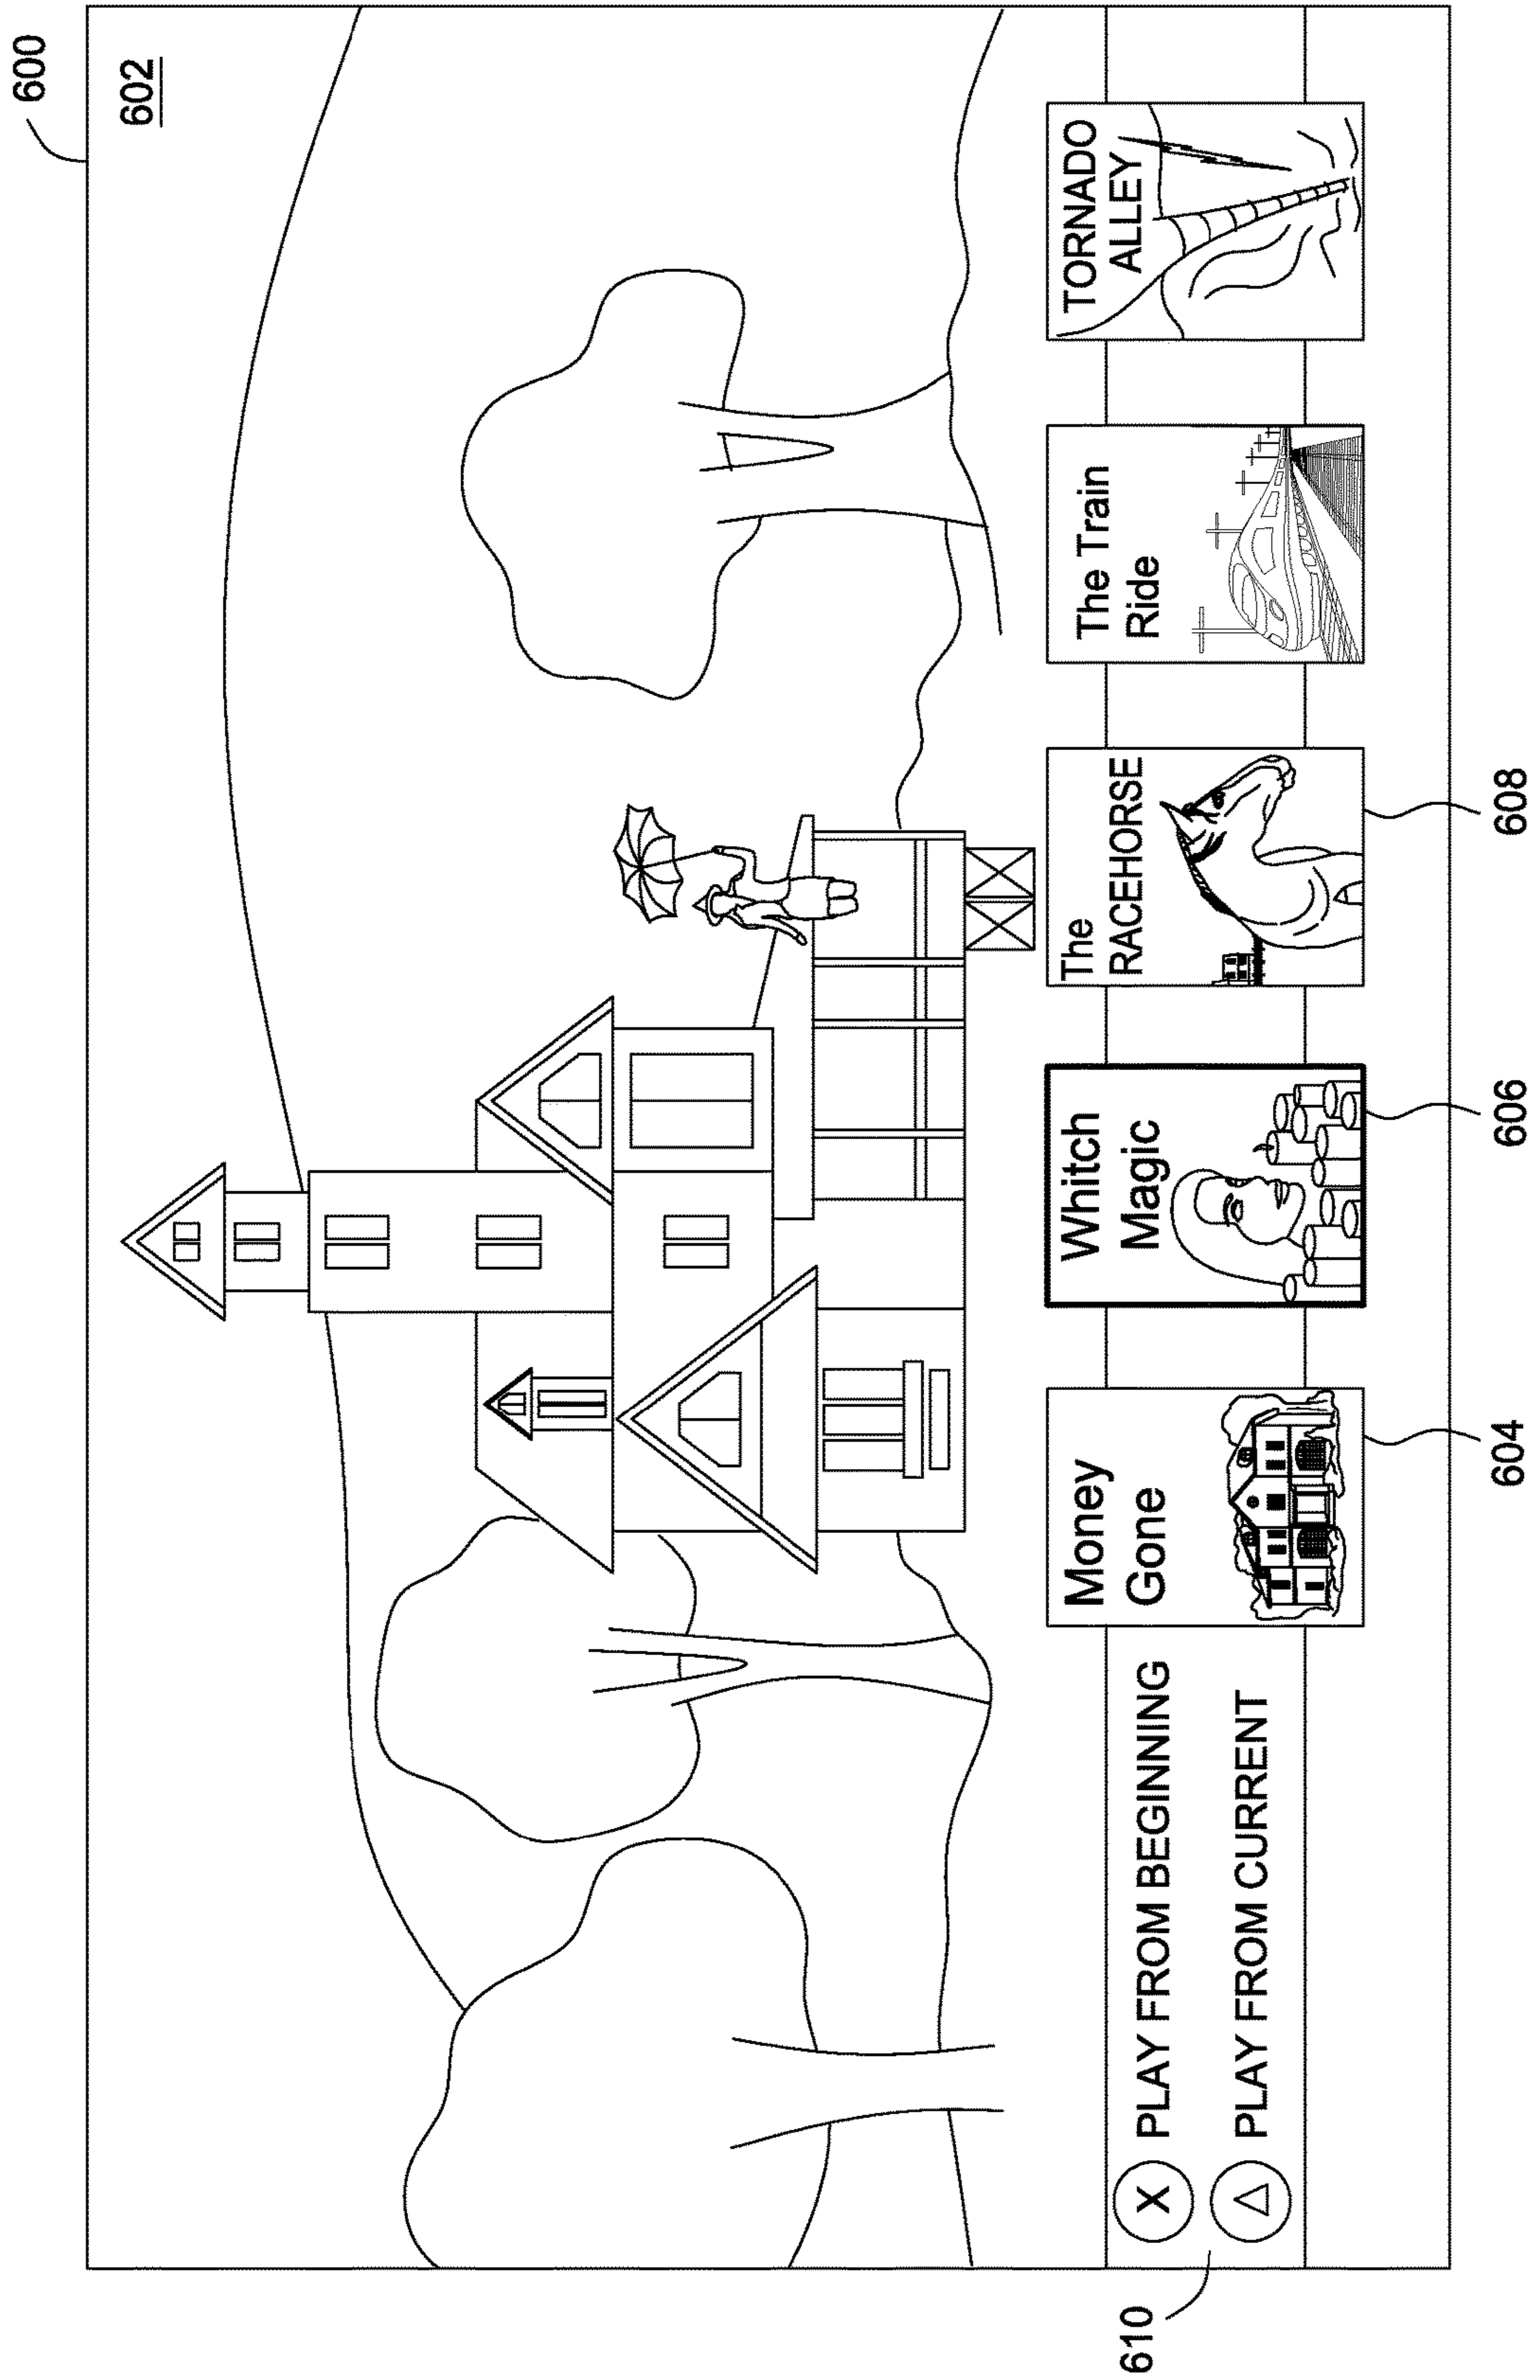 600
602
X PLAY FROM BEGINNING
△ PLAY FROM CURRENT
610
Money
Gone
Whitch
Magic
The
RACEHORSE
The Train
Ride
TORNADO
ALLEY
604
606
608